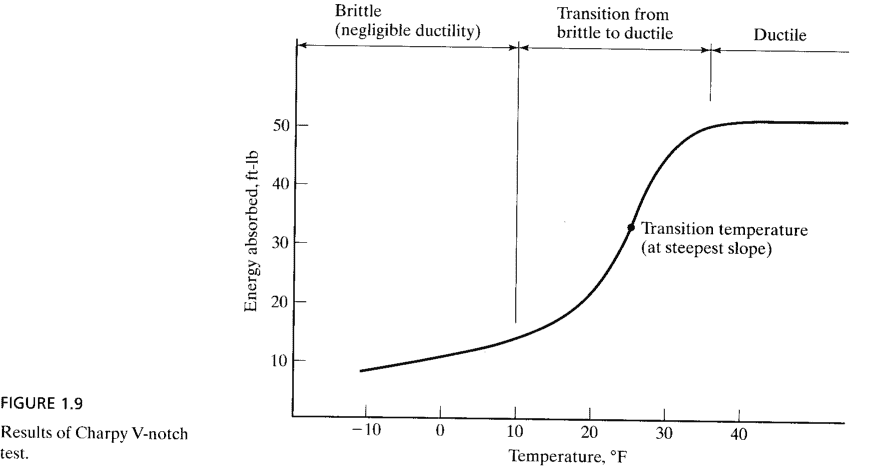 Brittle
(negligible ductility)
Transition from
brittle to ductile
Ductile
50
40
30
20
10
Energy absorbed, ft-lb
Transition temperature
(at steepest slope)
−10
0
10
20
30
40
Temperature, °F
FIGURE 1.9
Results of Charpy V-notch
test.